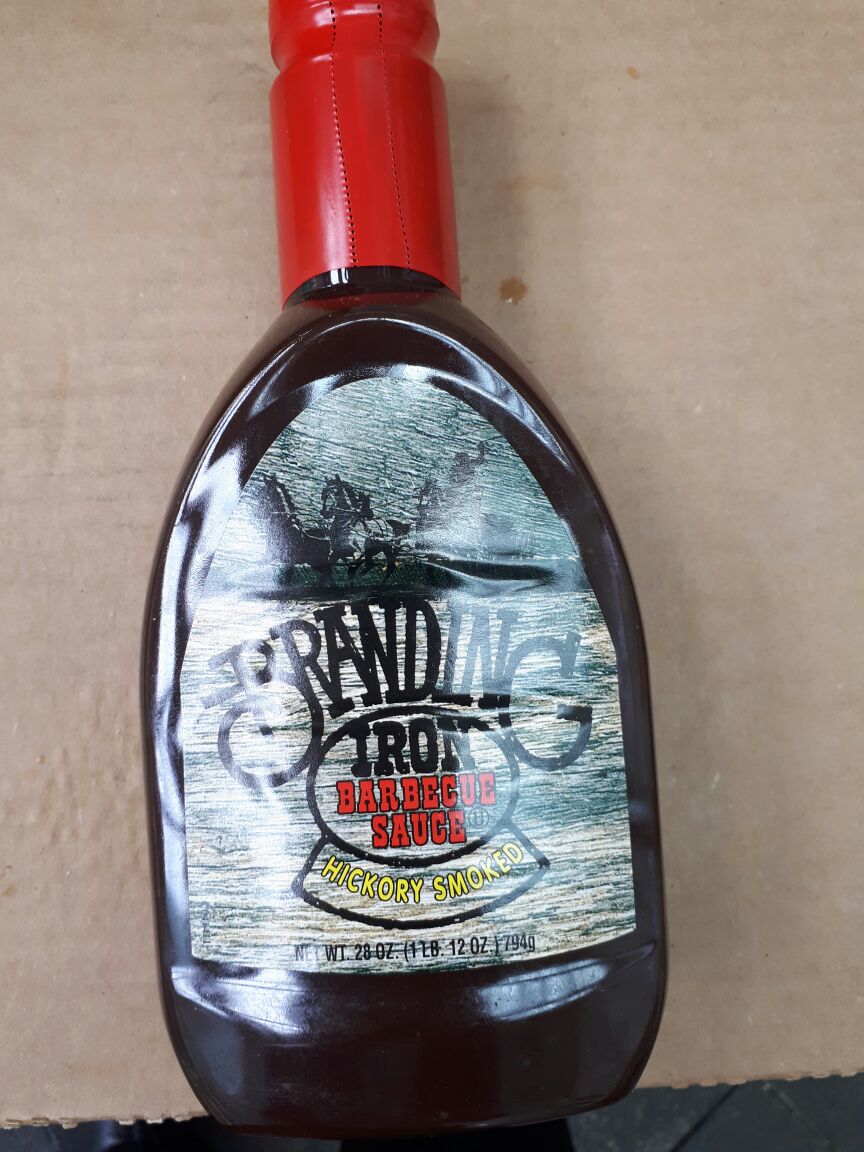 BRANDING
IRON
BARBECUE
SAUCE
HICKORY SMOKED
NET WT. 28 OZ. (1 LB. 12 OZ.) 794g